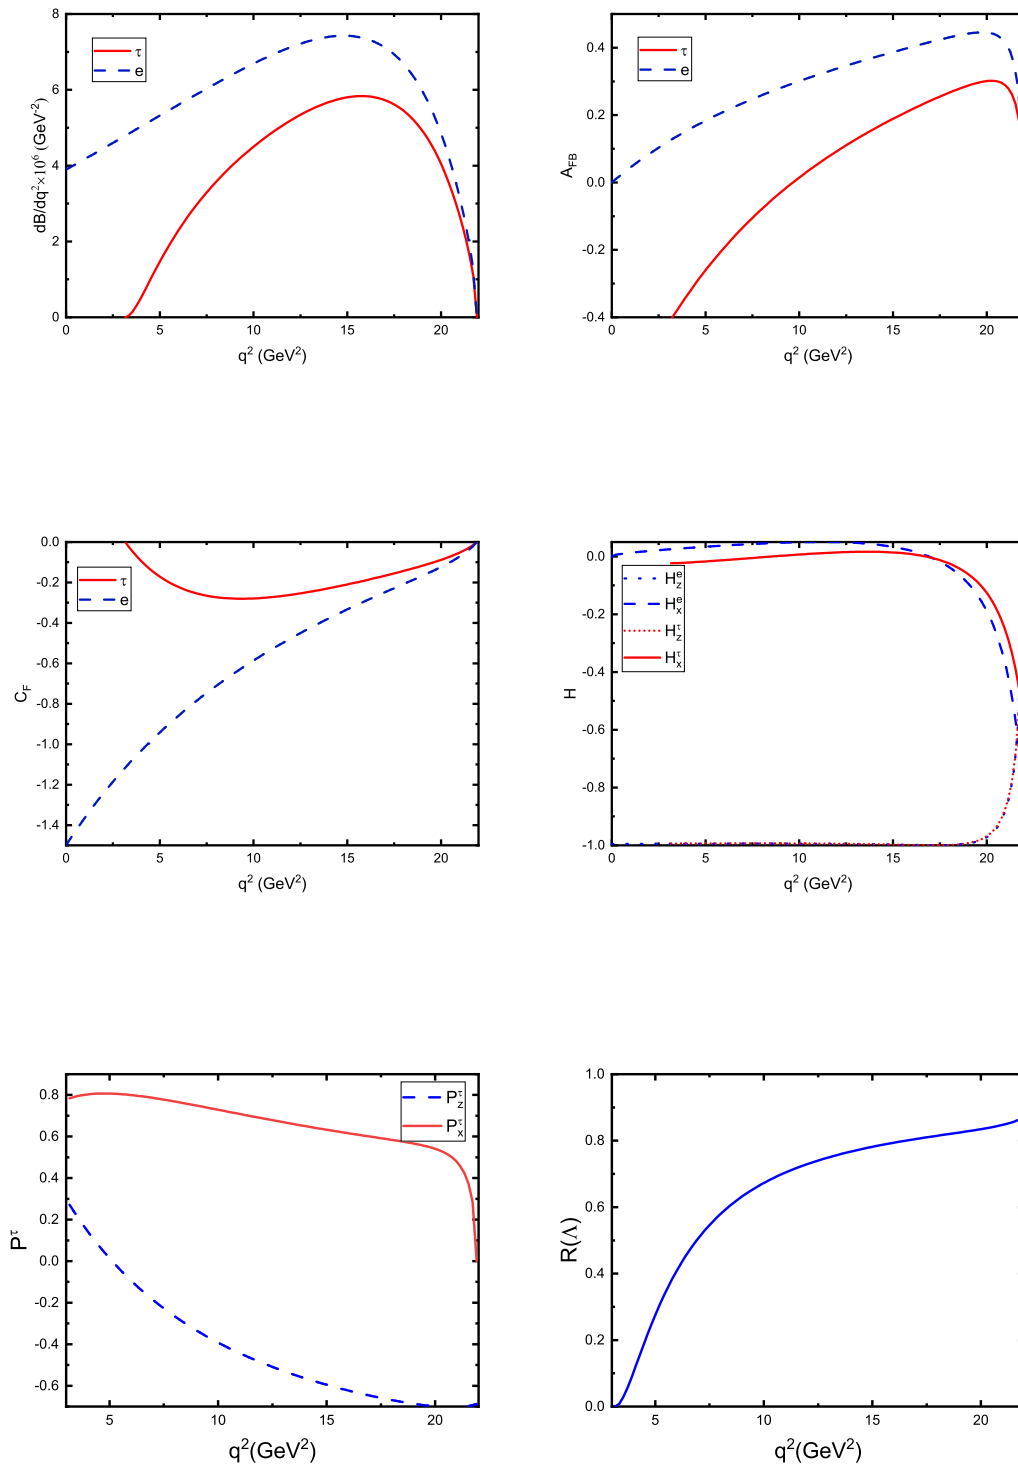 8
6
4
2
0
dB/dq²×10⁶ (GeV⁻²)
τ
e
0 5 10 15 20
q² (GeV²)
0.4
0.2
0.0
-0.2
-0.4
A_FB
τ
e
0 5 10 15 20
q² (GeV²)
0.0
-0.2
-0.4
-0.6
-0.8
-1.0
-1.2
-1.4
C_F
τ
e
0 5 10 15 20
q² (GeV²)
0.0
-0.2
-0.4
-0.6
-0.8
-1.0
H
H_z^e
H_x^e
H_z^τ
H_x^τ
0 5 10 15 20
q² (GeV²)
0.8
0.6
0.4
0.2
0.0
-0.2
-0.4
-0.6
P^τ
P_z^τ
P_x^τ
5 10 15 20
q²(GeV²)
1.0
0.8
0.6
0.4
0.2
0.0
R(Λ)
5 10 15 20
q²(GeV²)